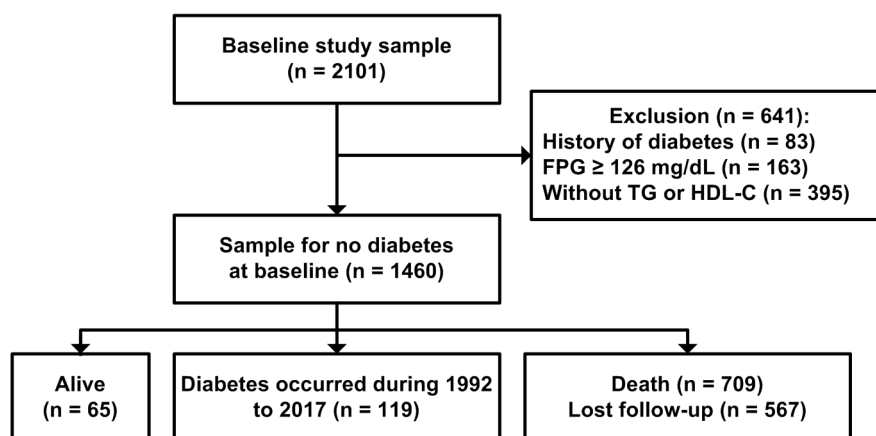 Baseline study sample
(n = 2101)
Exclusion (n = 641):
History of diabetes (n = 83)
FPG ≥ 126 mg/dL (n = 163)
Without TG or HDL-C (n = 395)
Sample for no diabetes
at baseline (n = 1460)
Alive
(n = 65)
Diabetes occurred during 1992
to 2017 (n = 119)
Death (n = 709)
Lost follow-up (n = 567)